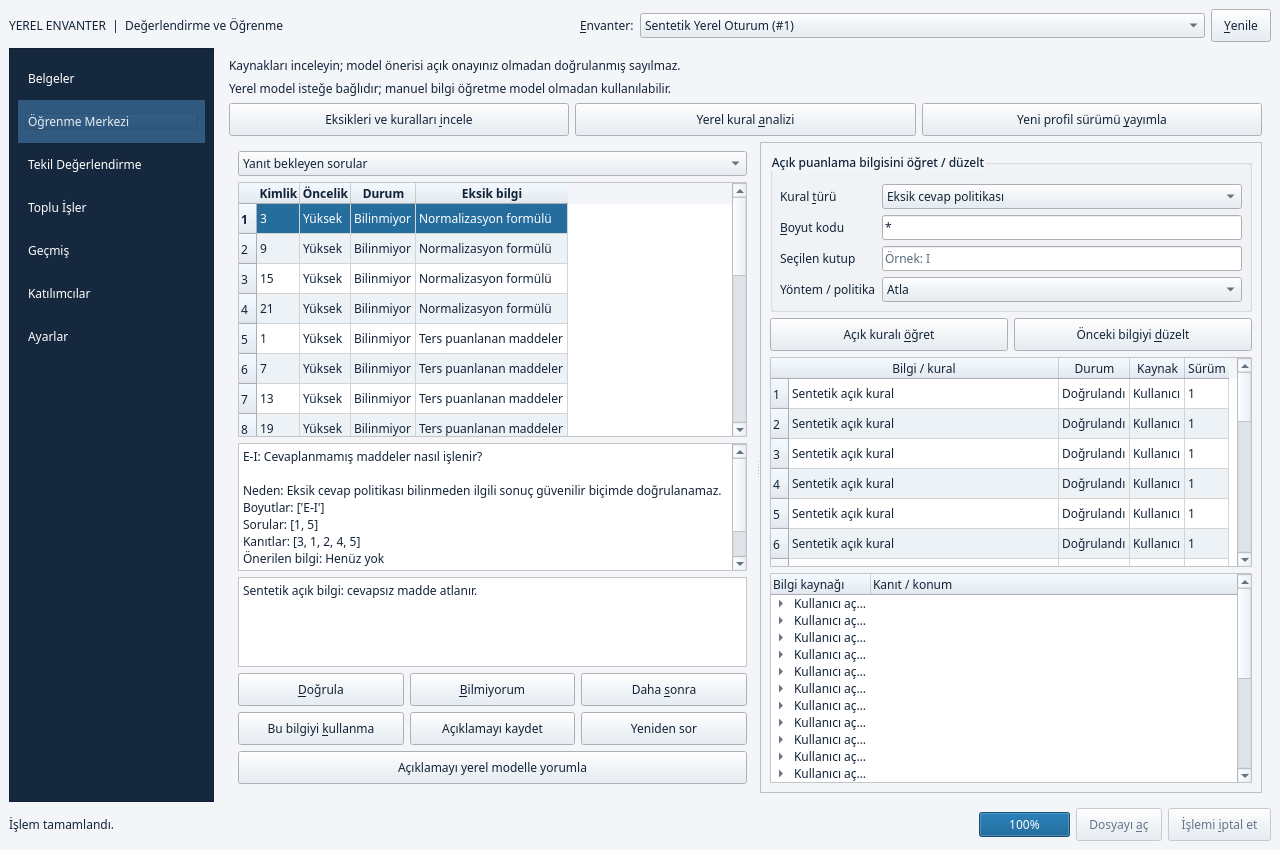 YEREL ENVANTER | Değerlendirme ve Öğrenme
Envanter: Sentetik Yerel Oturum (#1) Yenile
Belgeler
Öğrenme Merkezi
Tekil Değerlendirme
Toplu İşler
Geçmiş
Katılımcılar
Ayarlar
Kaynakları inceleyin; model önerisi açık onayınız olmadan doğrulanmış sayılmaz.
Yerel model isteğe bağlıdır; manuel bilgi öğretme model olmadan kullanılabilir.
Eksikleri ve kuralları incele Yerel kural analizi Yeni profil sürümü yayımla
Yanıt bekleyen sorular
Kimlik Öncelik Durum Eksik bilgi
1 3 Yüksek Bilinmiyor Normalizasyon formülü
2 9 Yüksek Bilinmiyor Normalizasyon formülü
3 15 Yüksek Bilinmiyor Normalizasyon formülü
4 21 Yüksek Bilinmiyor Normalizasyon formülü
5 1 Yüksek Bilinmiyor Ters puanlanan maddeler
6 7 Yüksek Bilinmiyor Ters puanlanan maddeler
7 13 Yüksek Bilinmiyor Ters puanlanan maddeler
8 19 Yüksek Bilinmiyor Ters puanlanan maddeler
E-I: Cevaplanmamış maddeler nasıl işlenir?
Neden: Eksik cevap politikası bilinmeden ilgili sonuç güvenilir biçimde doğrulanamaz.
Boyutlar: ['E-I']
Sorular: [1, 5]
Kanıtlar: [3, 1, 2, 4, 5]
Önerilen bilgi: Henüz yok
Sentetik açık bilgi: cevapsız madde atlanır.
Doğrula Bilmiyorum Daha sonra
Bu bilgiyi kullanma Açıklamayı kaydet Yeniden sor
Açıklamayı yerel modelle yorumla
Açık puanlama bilgisini öğret / düzelt
Kural türü Eksik cevap politikası
Boyut kodu *
Seçilen kutup Örnek: I
Yöntem / politika Atla
Açık kuralı öğret Önceki bilgiyi düzelt
Bilgi / kural Durum Kaynak Sürüm
1 Sentetik açık kural Doğrulandı Kullanıcı 1
2 Sentetik açık kural Doğrulandı Kullanıcı 1
3 Sentetik açık kural Doğrulandı Kullanıcı 1
4 Sentetik açık kural Doğrulandı Kullanıcı 1
5 Sentetik açık kural Doğrulandı Kullanıcı 1
6 Sentetik açık kural Doğrulandı Kullanıcı 1
Bilgi kaynağı Kanıt / konum
Kullanıcı aç...
Kullanıcı aç...
Kullanıcı aç...
Kullanıcı aç...
Kullanıcı aç...
Kullanıcı aç...
Kullanıcı aç...
Kullanıcı aç...
Kullanıcı aç...
Kullanıcı aç...
Kullanıcı aç...
İşlem tamamlandı. 100% Dosyayı aç İşlemi iptal et